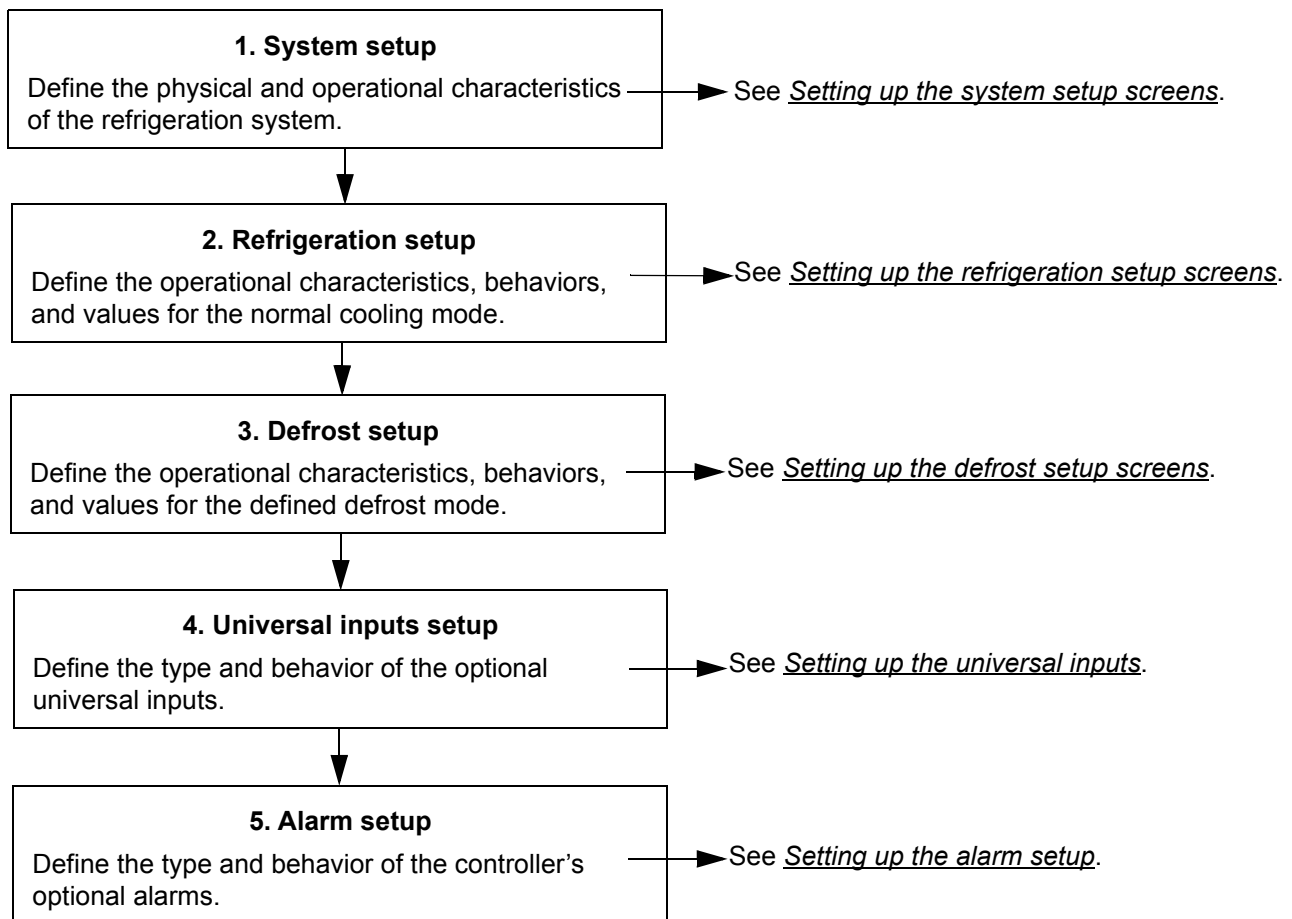 1. System setup
Define the physical and operational characteristics
of the refrigeration system.
See Setting up the system setup screens.
2. Refrigeration setup
Define the operational characteristics, behaviors,
and values for the normal cooling mode.
See Setting up the refrigeration setup screens.
3. Defrost setup
Define the operational characteristics, behaviors,
and values for the defined defrost mode.
See Setting up the defrost setup screens.
4. Universal inputs setup
Define the type and behavior of the optional
universal inputs.
See Setting up the universal inputs.
5. Alarm setup
Define the type and behavior of the controller’s
optional alarms.
See Setting up the alarm setup.